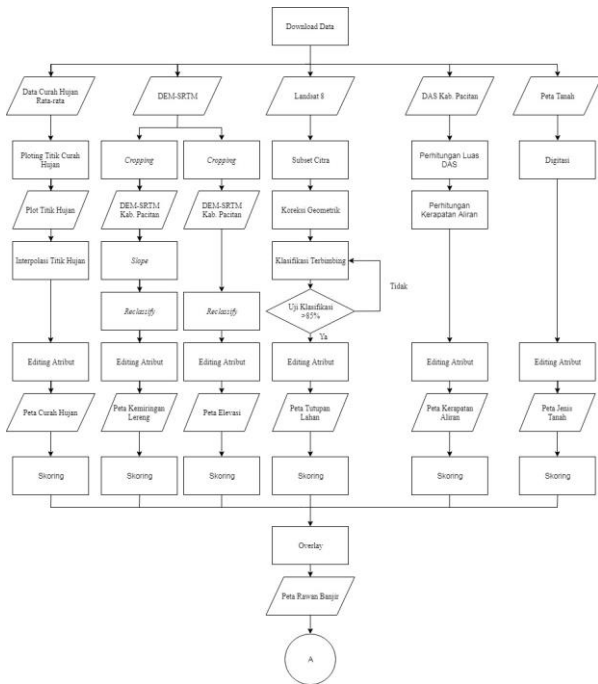 Download Data
Data Curah Hujan
Rata-rata
DEM-SRTM
Landsat 8
DAS Kab. Pacitan
Peta Tanah
Ploting Titik Curah
Hujan
Cropping
Cropping
Subset Citra
Perhitungan Luas
DAS
Digitasi
Plot Titik Hujan
DEM-SRTM
Kab. Pacitan
DEM-SRTM
Kab. Pacitan
Koreksi Geometrik
Perhitungan
Kerapatan Aliran
Interpolasi Titik Hujan
Slope
Klasifikasi Terbimbing
Tidak
Reclassify
Reclassify
Uji Klasifikasi
>85%
Ya
Editing Atribut
Editing Atribut
Editing Atribut
Editing Atribut
Editing Atribut
Editing Atribut
Peta Curah Hujan
Peta Kemiringan
Lereng
Peta Elevasi
Peta Tutupan
Lahan
Peta Kerapatan
Aliran
Peta Jenis
Tanah
Skoring
Skoring
Skoring
Skoring
Skoring
Skoring
Overlay
Peta Rawan Banjir
A